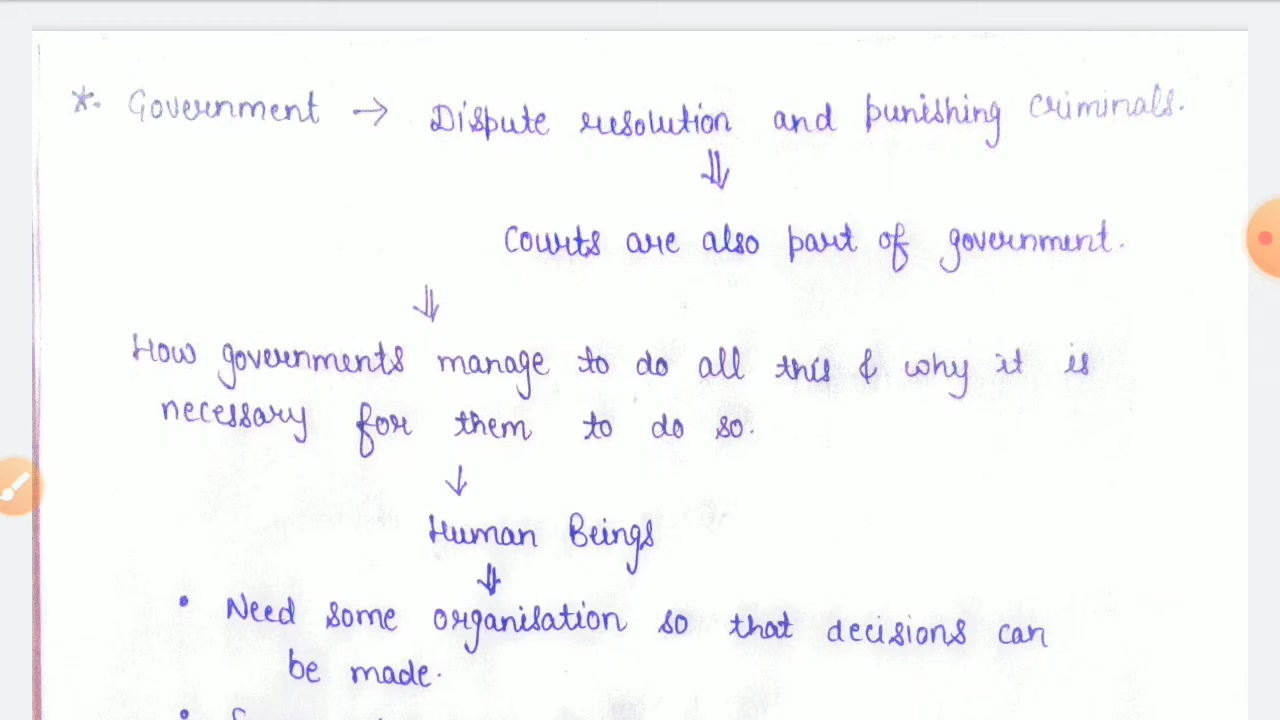 *. Government → Dispute resolution and punishing criminals.
⇓
Courts are also part of government.
⇓
How governments manage to do all this & why it is
necessary for them to do so.
↓
Human Beings
⇓
• Need some organisation so that decisions can
be made.